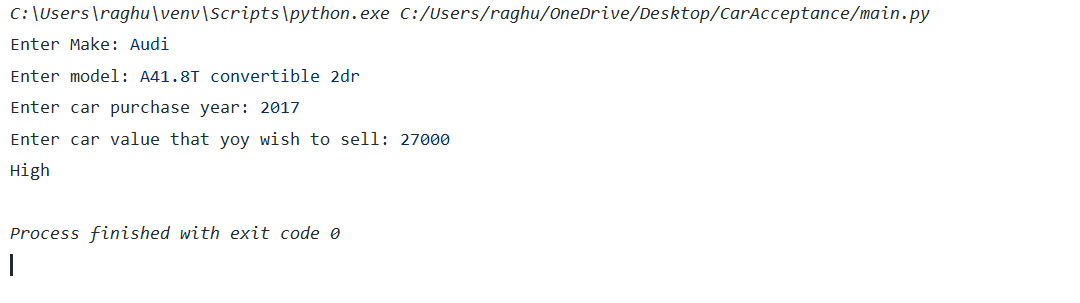 C:\Users\raghu\venv\Scripts\python.exe C:/Users/raghu/OneDrive/Desktop/CarAcceptance/main.py
Enter Make: Audi
Enter model: A41.8T convertible 2dr
Enter car purchase year: 2017
Enter car value that yoy wish to sell: 27000
High
Process finished with exit code 0